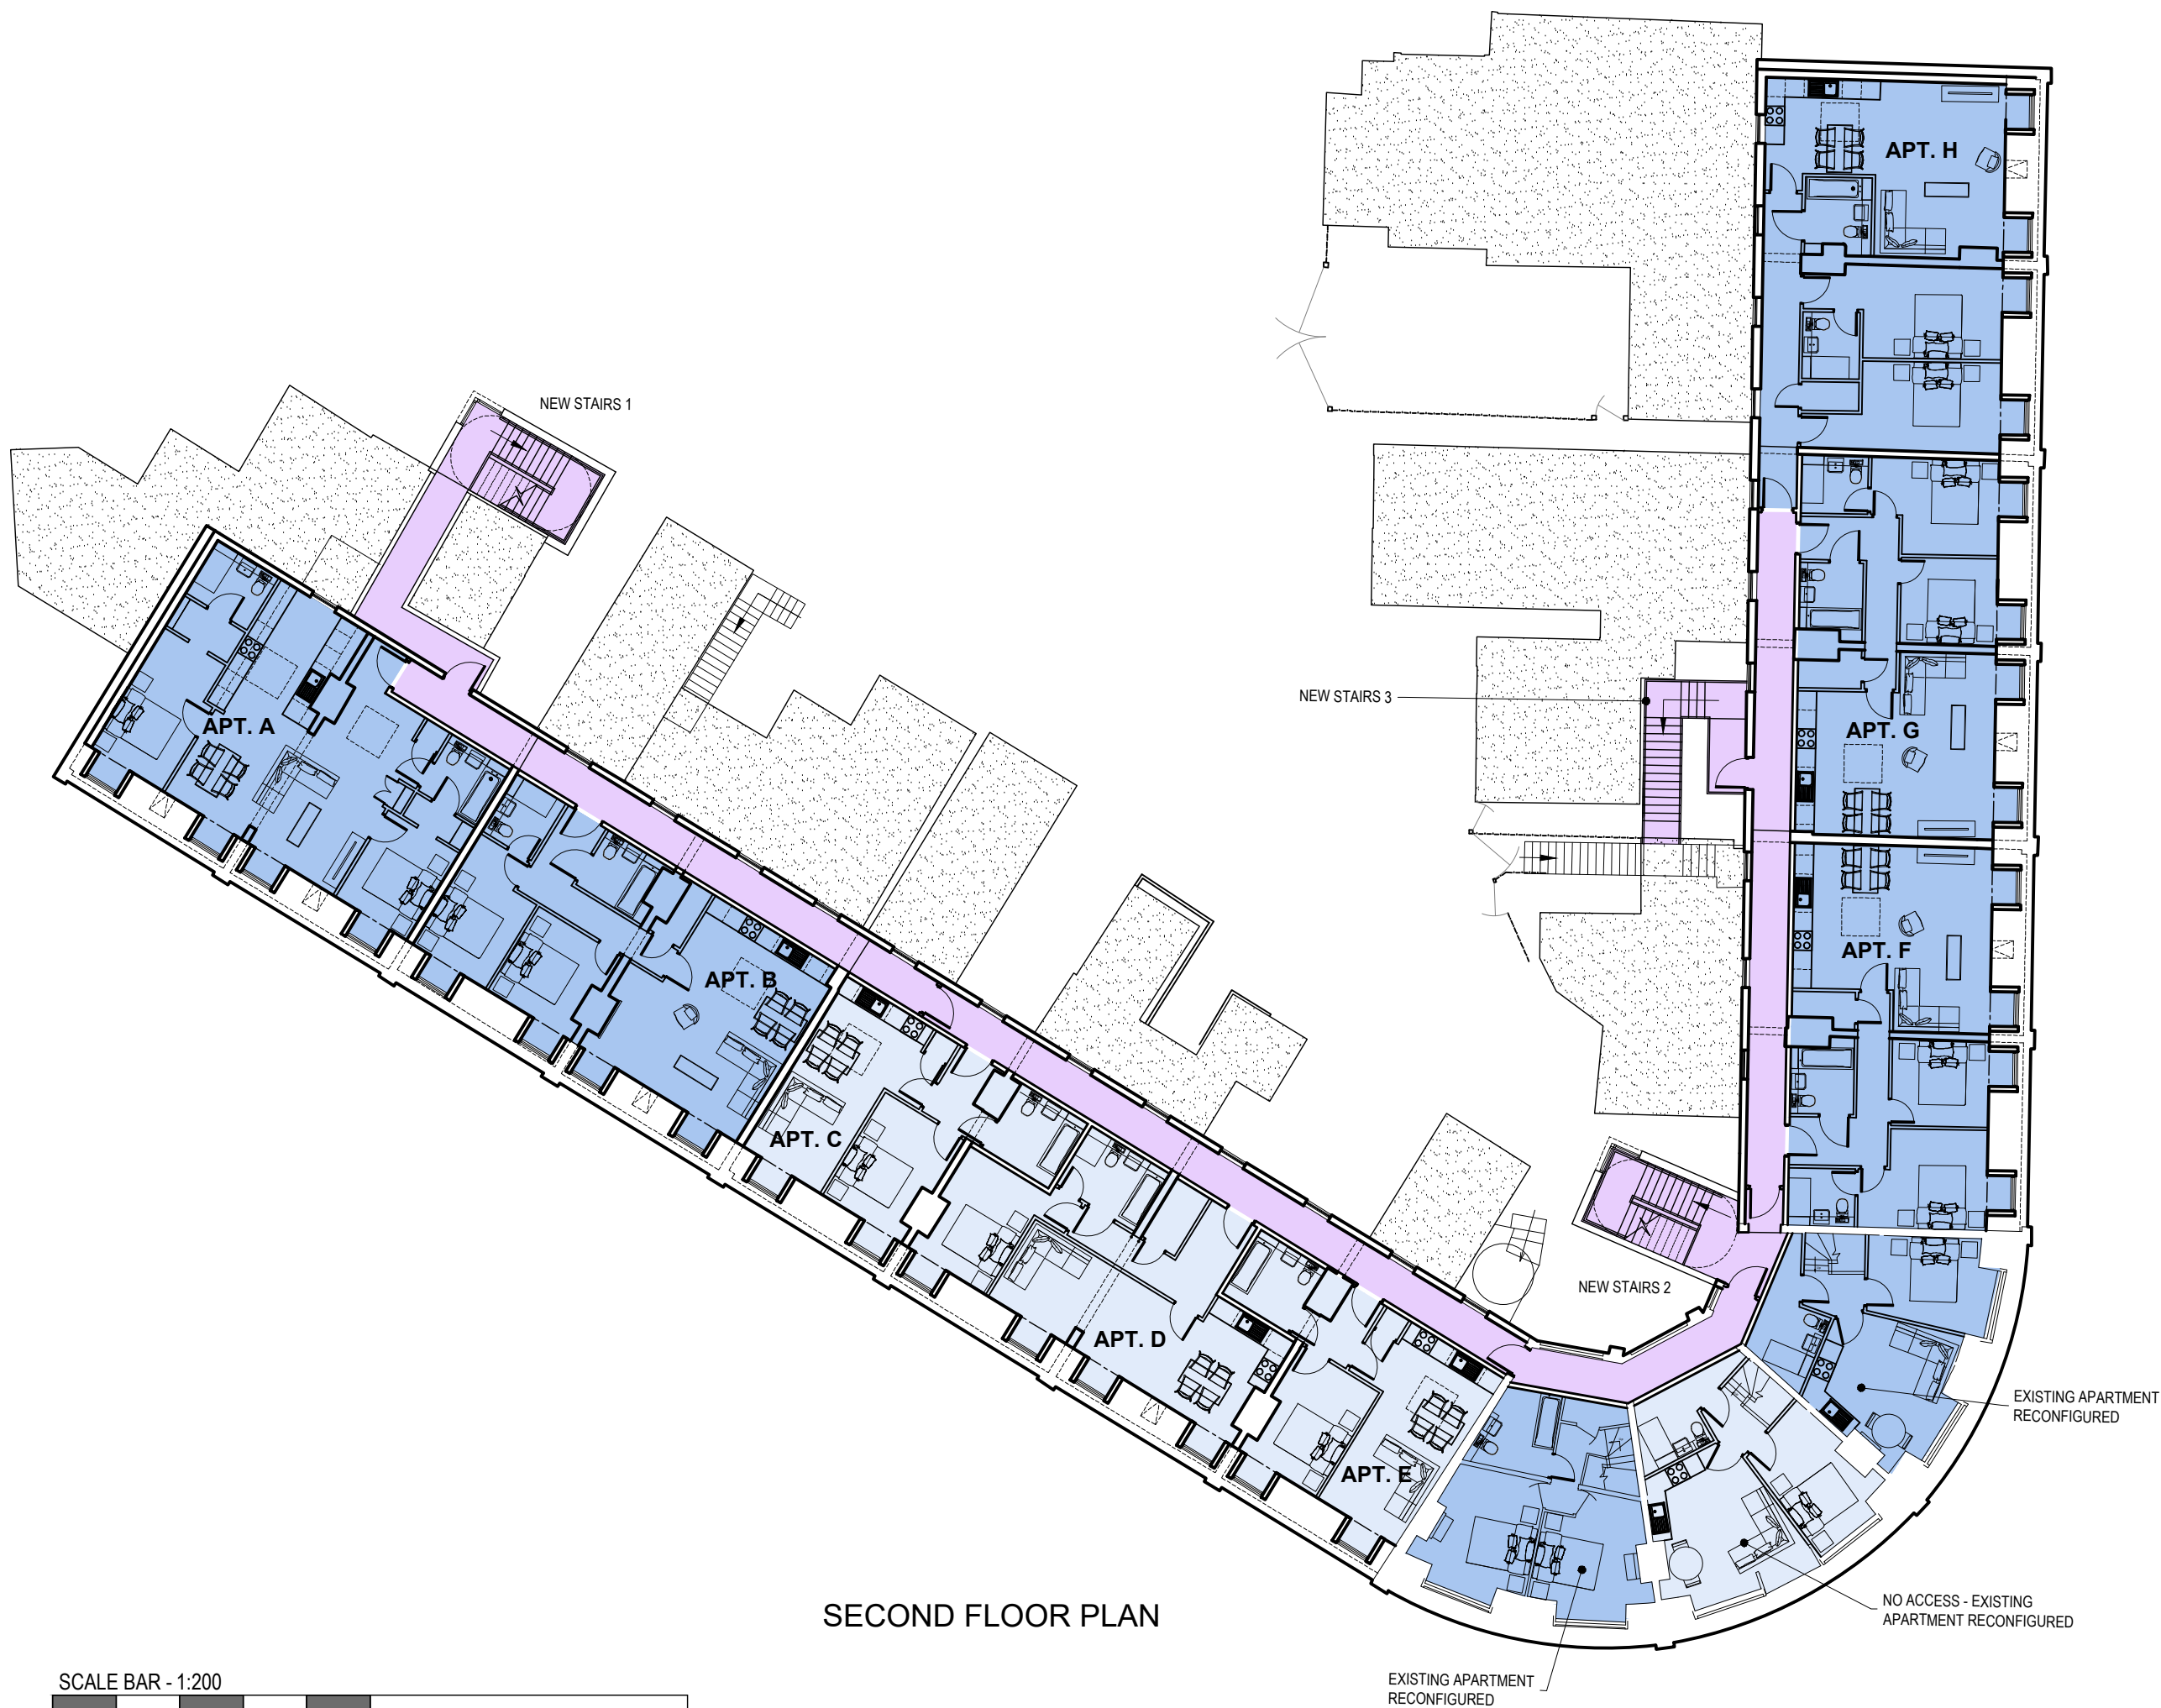 APT. H
NEW STAIRS 1
NEW STAIRS 3
APT. A
APT. G
APT. B
APT. F
APT. C
NEW STAIRS 2
APT. D
EXISTING APARTMENT
RECONFIGURED
APT. E
NO ACCESS - EXISTING
APARTMENT RECONFIGURED
SECOND FLOOR PLAN
EXISTING APARTMENT
RECONFIGURED
SCALE BAR - 1:200